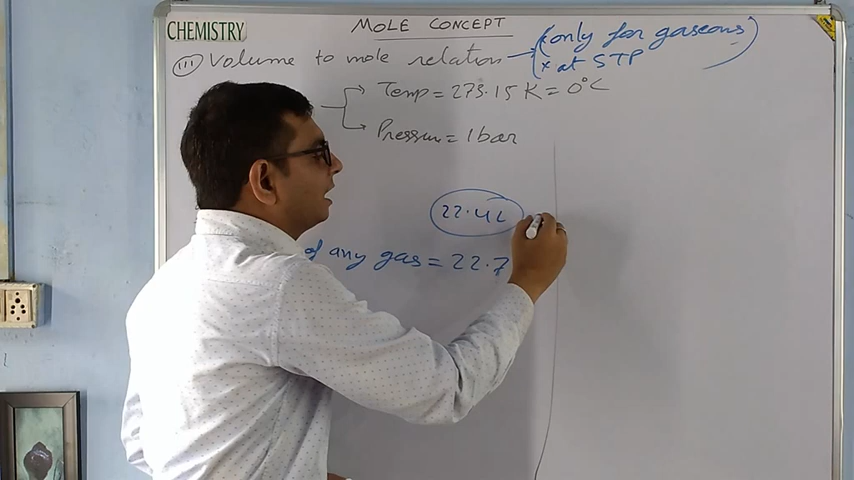 CHEMISTRY
MOLE CONCEPT
(III) Volume to mole relation → (* only for gaseous)
* at STP
→ Temp = 273.15 K = 0°C
→ Pressure = 1 bar
22.4L
of any gas = 22.7